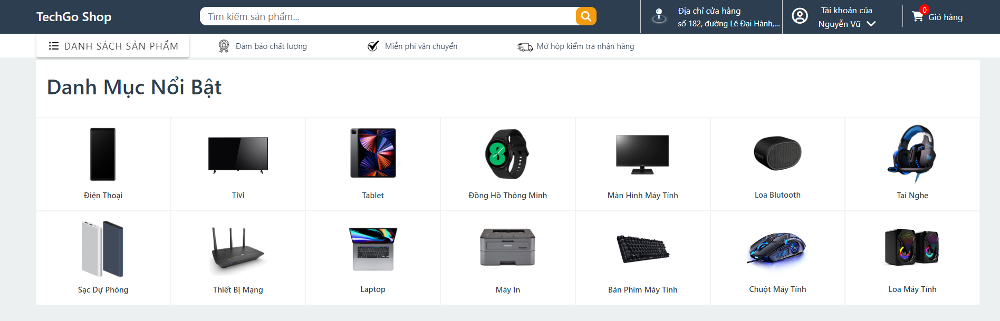 TechGo Shop
Tìm kiếm sản phẩm...
Địa chỉ cửa hàng
số 182, đường Lê Đại Hành,...
Tài khoản của
Nguyễn Vũ
0
Giỏ hàng
DANH SÁCH SẢN PHẨM
Đảm bảo chất lượng
Miễn phí vận chuyển
Mở hộp kiểm tra nhận hàng
Danh Mục Nổi Bật
Điện Thoại
Tivi
Tablet
Đồng Hồ Thông Minh
Màn Hình Máy Tính
SONY
Loa Blutooth
Tai Nghe
Sạc Dự Phòng
Thiết Bị Mạng
Laptop
brother
Máy In
Bàn Phím Máy Tính
Chuột Máy Tính
Loa Máy Tính